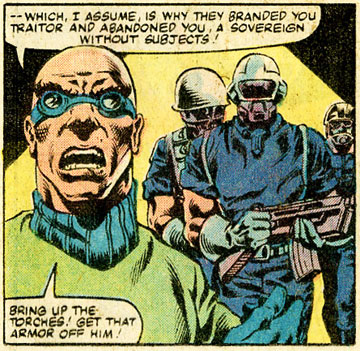 --WHICH, I ASSUME, IS WHY THEY BRANDED YOU
TRAITOR AND ABANDONED YOU, A SOVEREIGN
WITHOUT SUBJECTS!
BRING UP THE
TORCHES! GET THAT
ARMOR OFF HIM!